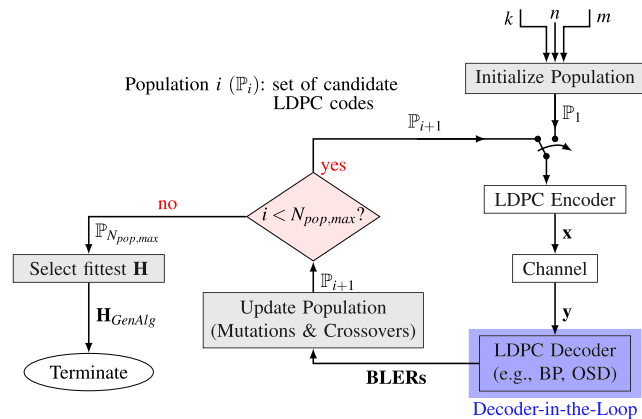 k n m
Initialize Population
Population i (ℙ_i): set of candidate
LDPC codes
ℙ_1
ℙ_{i+1}
yes
no
i < N_{pop,max}?
LDPC Encoder
x
ℙ_{N_{pop,max}}
Select fittest H
Channel
ℙ_{i+1}
H_{GenAlg}
Update Population
(Mutations & Crossovers)
y
LDPC Decoder
(e.g., BP, OSD)
Terminate
BLERs
Decoder-in-the-Loop